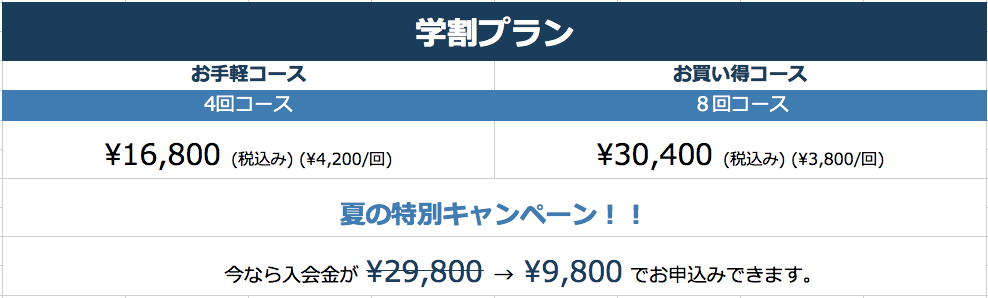 学割プラン
お手軽コース お買い得コース
4回コース ８回コース
¥16,800 (税込み) (¥4,200/回) ¥30,400 (税込み) (¥3,800/回)
夏の特別キャンペーン！！
今なら入会金が ¥29,800 → ¥9,800 でお申込みできます。